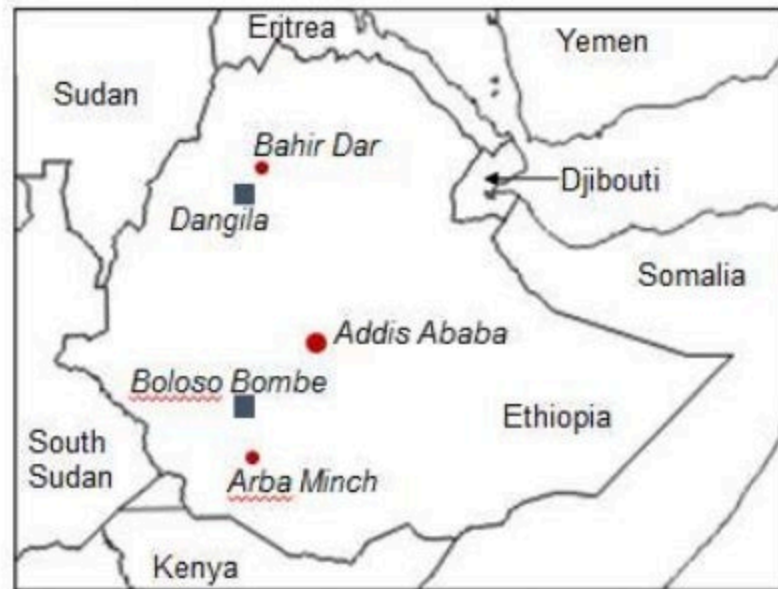 Eritrea
Yemen
Sudan
Bahir Dar
Djibouti
Dangila
Somalia
Addis Ababa
Boloso Bombe
Ethiopia
South
Sudan
Arba Minch
Kenya